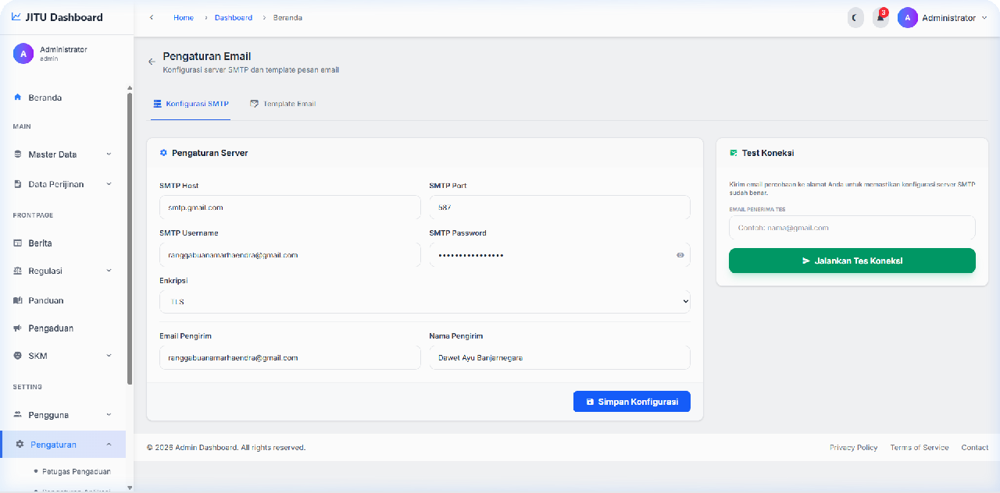 JITU Dashboard
Home > Dashboard > Beranda
3
A
Administrator
A
Administrator
admin
Beranda
MAIN
Master Data
Data Perijinan
FRONTPAGE
Berita
Regulasi
Panduan
Pengaduan
SKM
SETTING
Pengguna
Pengaturan
Petugas Pengaduan
Pengaturan Aplikasi
Pengaturan Email
Konfigurasi server SMTP dan template pesan email
Konfigurasi SMTP
Template Email
Pengaturan Server
SMTP Host
SMTP Port
smtp.gmail.com
587
SMTP Username
SMTP Password
ranggabuanamarhaendra@gmail.com
••••••••••••••••
Enkripsi
TLS
Email Pengirim
Nama Pengirim
ranggabuanamarhaendra@gmail.com
Dawet Ayu Banjarnegara
Simpan Konfigurasi
Test Koneksi
Kirim email percobaan ke alamat Anda untuk memastikan konfigurasi server SMTP
sudah benar.
EMAIL PENERIMA TES
Contoh: nama@gmail.com
Jalankan Tes Koneksi
© 2026 Admin Dashboard. All rights reserved.
Privacy Policy
Terms of Service
Contact